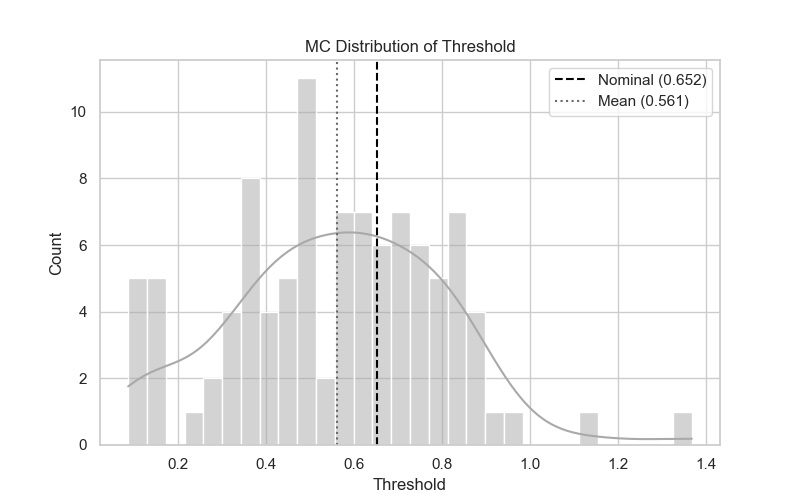 MC Distribution of Threshold
Nominal (0.652)
Mean (0.561)
Count
10
8
6
4
2
0
0.2 0.4 0.6 0.8 1.0 1.2 1.4
Threshold